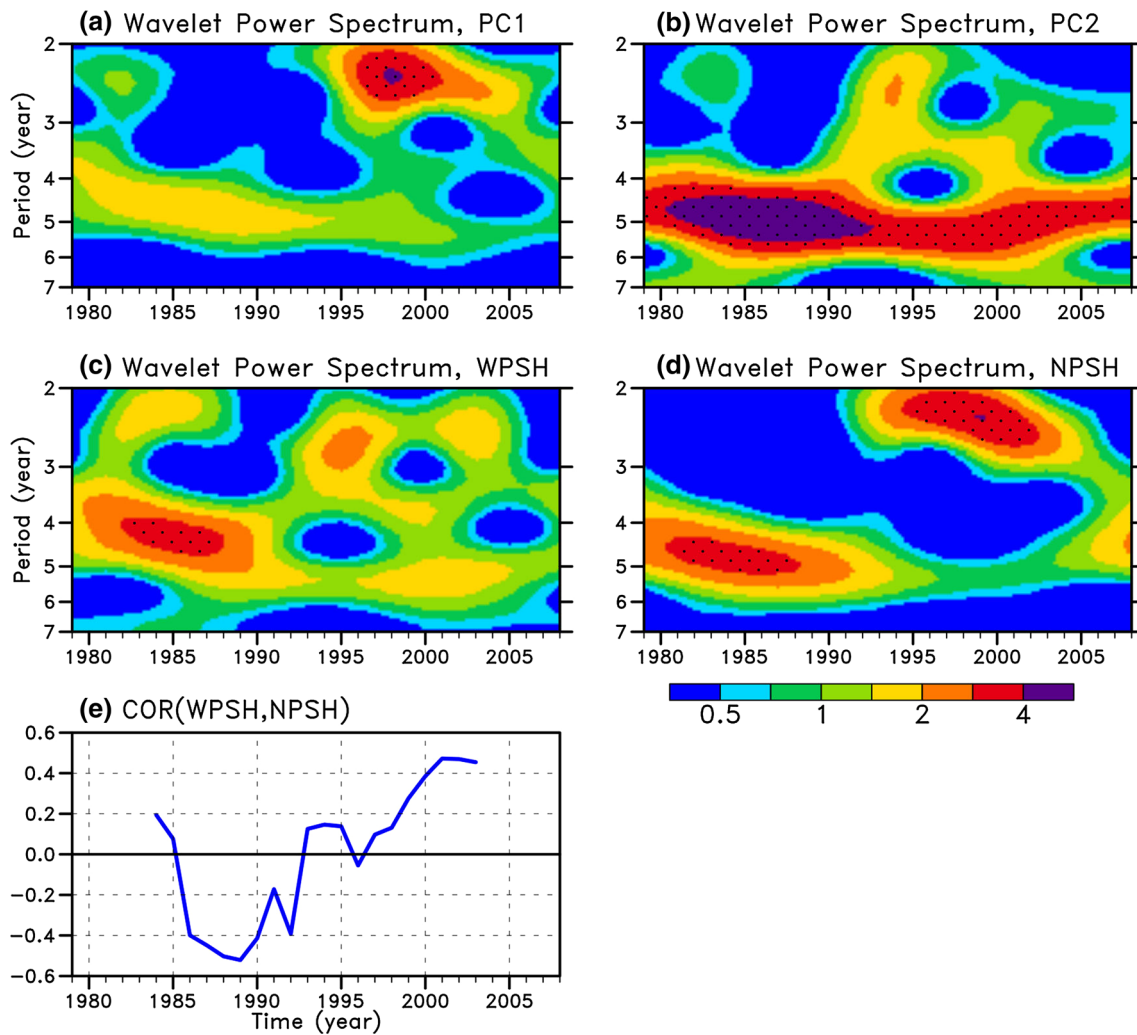 (a) Wavelet Power Spectrum, PC1
(b) Wavelet Power Spectrum, PC2
Period (year)
2
3
4
5
6
7
1980 1985 1990 1995 2000 2005
2
3
4
5
6
7
1980 1985 1990 1995 2000 2005
(c) Wavelet Power Spectrum, WPSH
(d) Wavelet Power Spectrum, NPSH
Period (year)
2
3
4
5
6
7
1980 1985 1990 1995 2000 2005
2
3
4
5
6
7
1980 1985 1990 1995 2000 2005
0.5 1 2 4
(e) COR(WPSH,NPSH)
0.6
0.4
0.2
0.0
−0.2
−0.4
−0.6
1980 1985 1990 1995 2000 2005
Time (year)